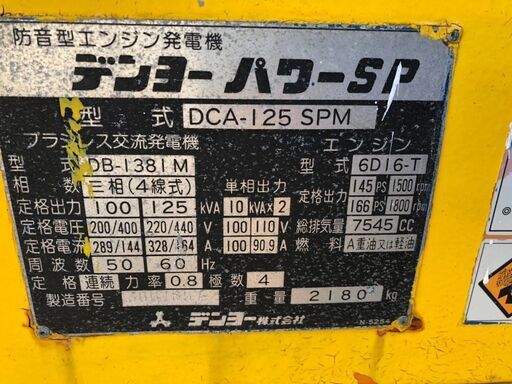 防音型エンジン発電機
デンヨー パワーSP
型 式 DCA-125 SPM
ブラシレス交流発電機 エンジン
型 式 DB-1381M 型 式 6D16-T
相 数 三相(4線式) 単相出力 定格出力 145 PS 1500 rpm
定格出力 100 125 KVA 10 KVA×2 166 PS 1800 rpm
定格電圧 200/400 220/440 V 100 110 V 総排気量 7545 CC
定格電流 289/144 328/164 A 100 90.9 A 燃料 A重油又は軽油
周波数 50 60 Hz
定格 連続 力率 0.8 極数 4
製造番号 重量 2180 kg
デンヨー株式会社
N-5254